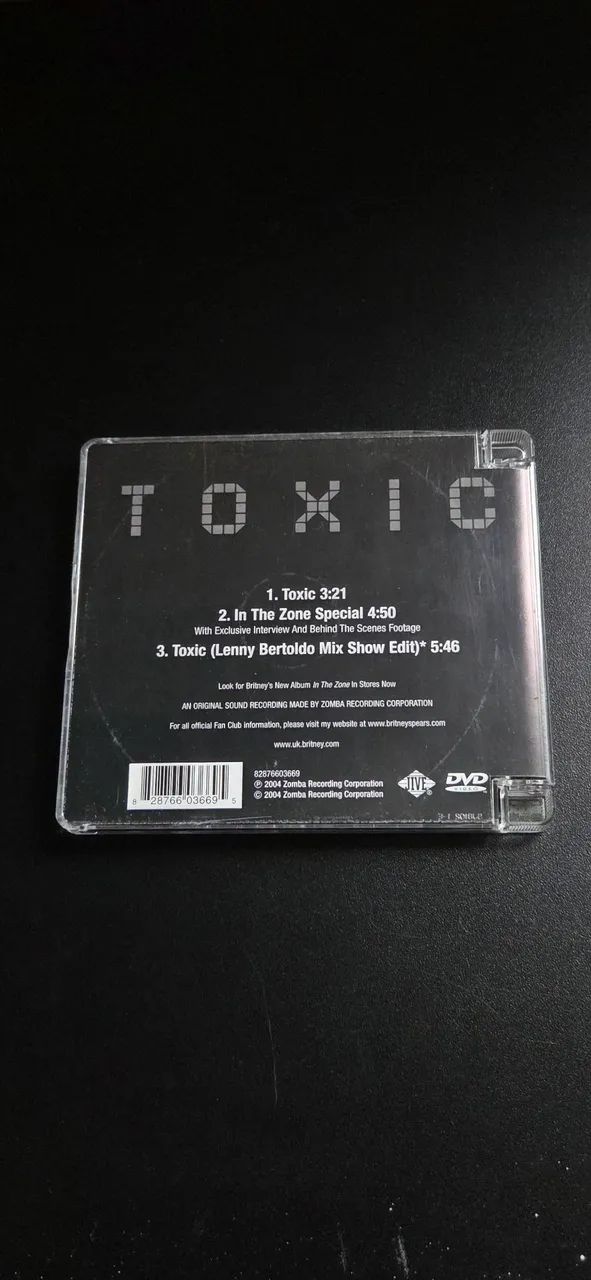 TOXIC
1. Toxic 3:21
2. In The Zone Special 4:50
With Exclusive Interview And Behind The Scenes Footage
3. Toxic (Lenny Bertoldo Mix Show Edit)* 5:46
Look for Britney's New Album In The Zone In Stores Now
AN ORIGINAL SOUND RECORDING MADE BY ZOMBA RECORDING CORPORATION
For all official Fan Club information, please visit my website at www.britneyspears.com
www.uk.britney.com
82876603669
℗ 2004 Zomba Recording Corporation
© 2004 Zomba Recording Corporation
JIVE
DVD
VIDEO
8 28766 03669 5